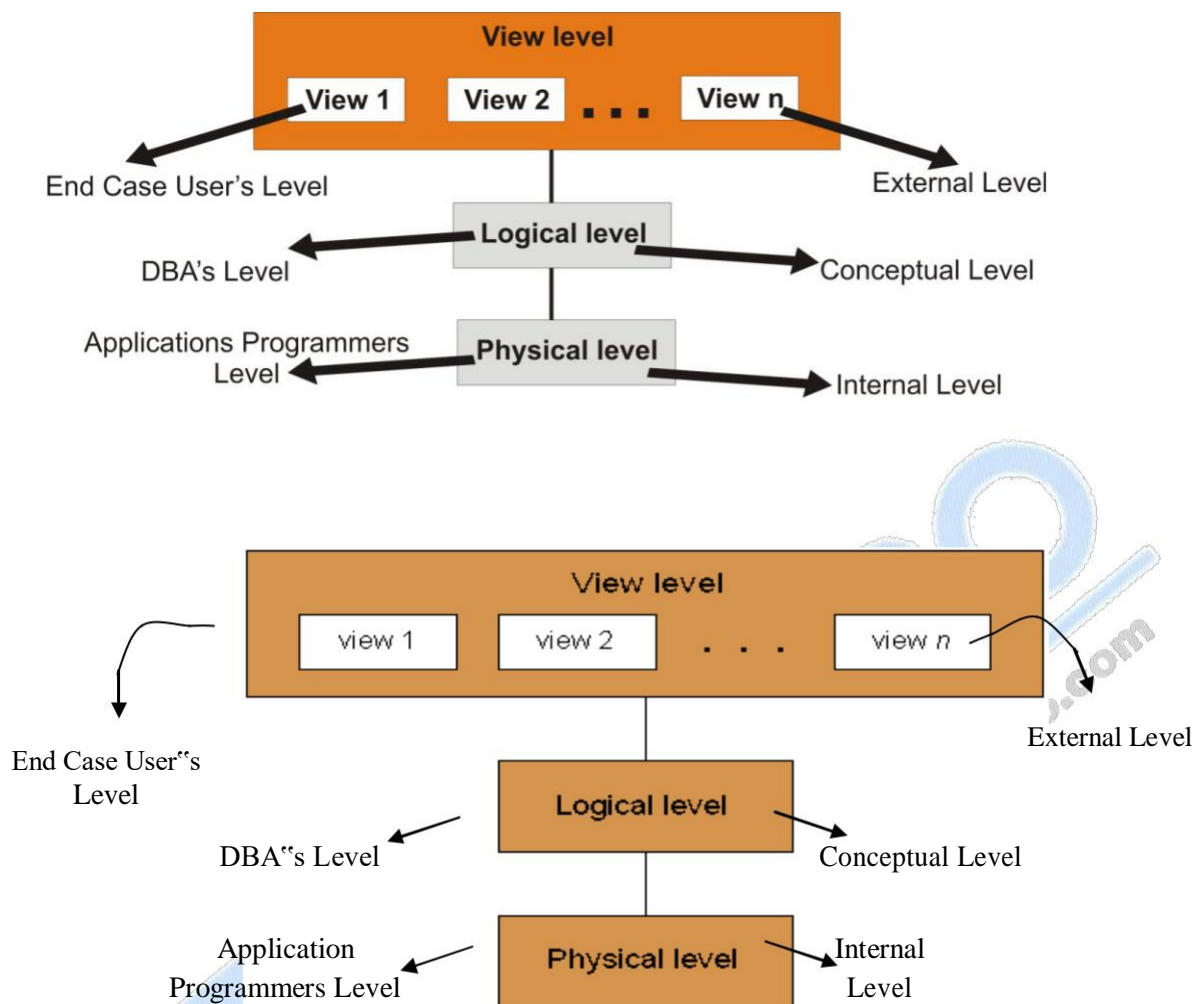 View level
View 1 View 2 ... View n
End Case User's Level
External Level
Logical level
DBA's Level
Conceptual Level
Applications Programmers
Level
Physical level
Internal Level
View level
view 1 view 2 . . . view n
End Case User‟s
Level
External Level
Logical level
DBA‟s Level
Conceptual Level
Application
Programmers Level
Physical level
Internal
Level
.com